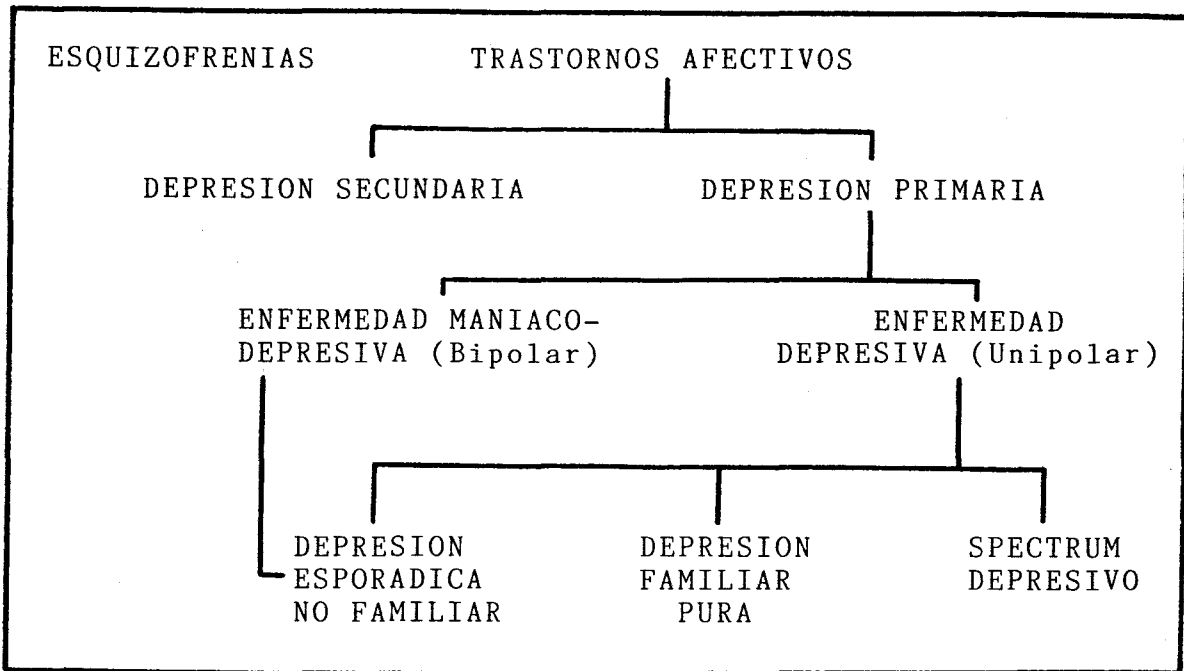 ESQUIZOFRENIAS
TRASTORNOS AFECTIVOS
DEPRESION SECUNDARIA
DEPRESION PRIMARIA
ENFERMEDAD MANIACO-
DEPRESIVA (Bipolar)
ENFERMEDAD
DEPRESIVA (Unipolar)
DEPRESION
ESPORADICA
NO FAMILIAR
DEPRESION
FAMILIAR
PURA
SPECTRUM
DEPRESIVO